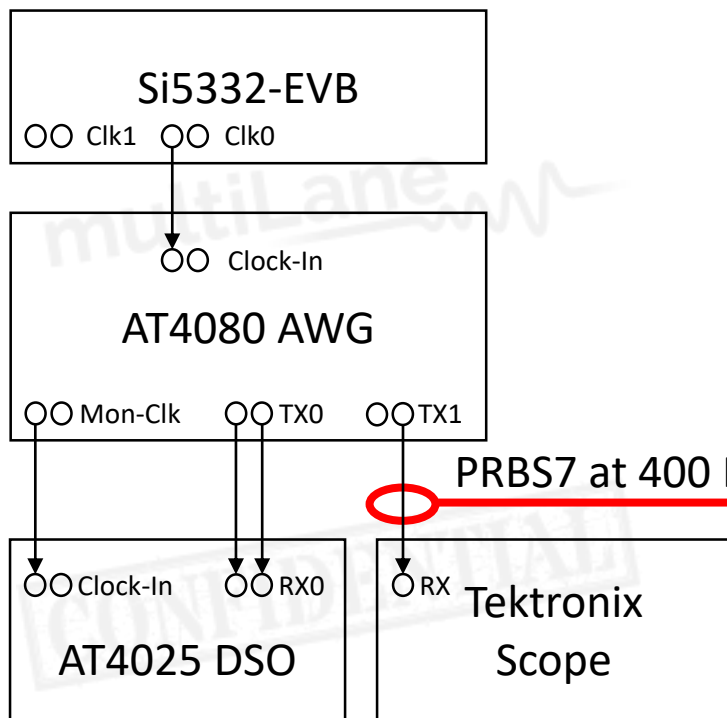 Si5332-EVB
Clk1 Clk0
multiLane
Clock-In
AT4080 AWG
Mon-Clk TX0 TX1
PRBS7 at 400
Clock-In RX0 RX
CONFIDENTIAL
Tektronix
Scope
AT4025 DSO